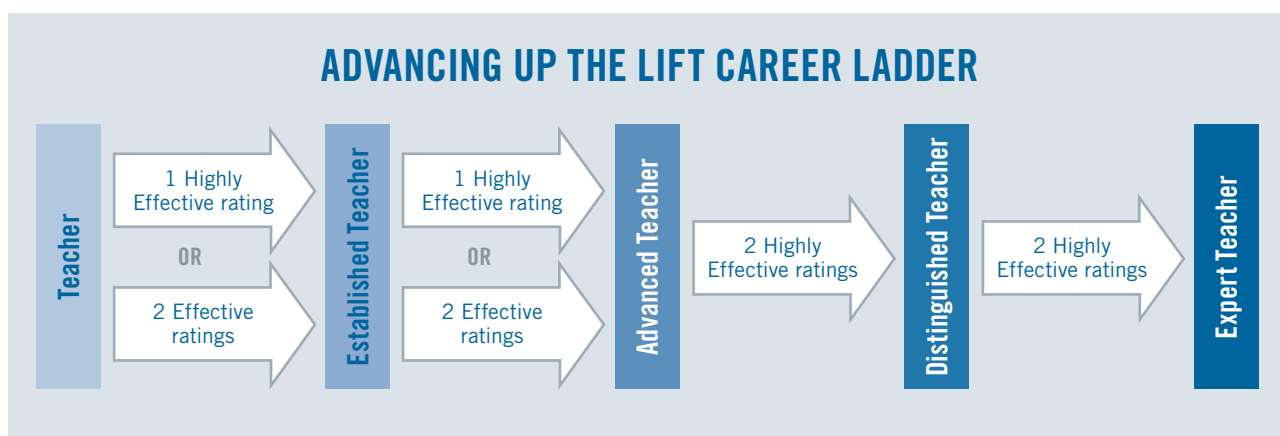 ADVANCING UP THE LIFT CAREER LADDER
Teacher
1 Highly
Effective rating
OR
2 Effective
ratings
Established Teacher
1 Highly
Effective rating
OR
2 Effective
ratings
Advanced Teacher
2 Highly
Effective ratings
Distinguished Teacher
2 Highly
Effective ratings
Expert Teacher